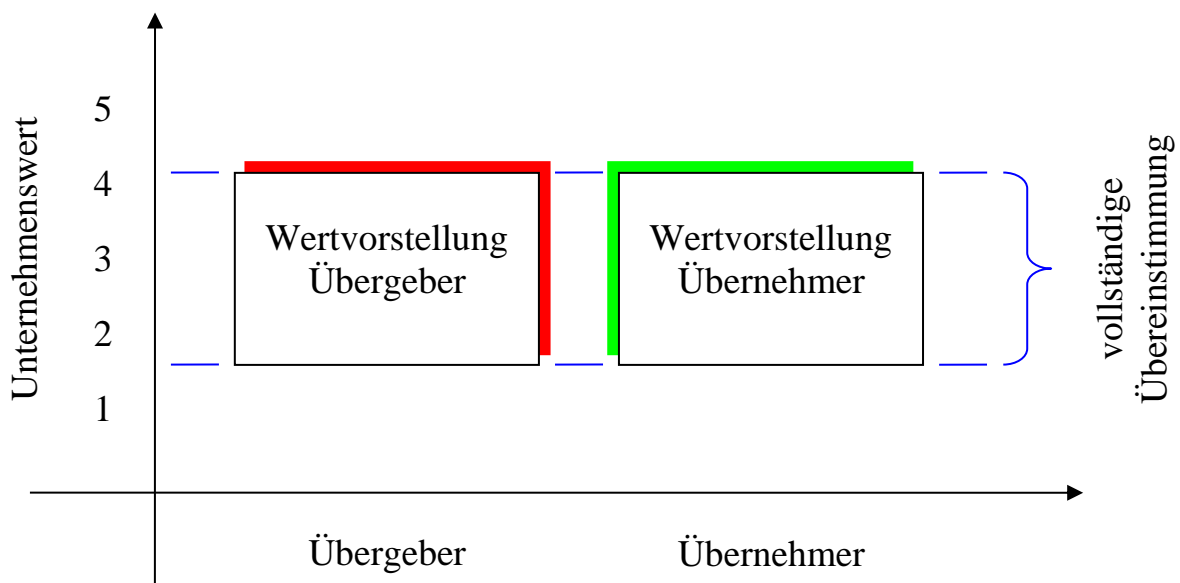 Unternehmenswert
5
4
3
2
1
Wertvorstellung
Übergeber
Wertvorstellung
Übernehmer
vollständige
Übereinstimmung
Übergeber
Übernehmer